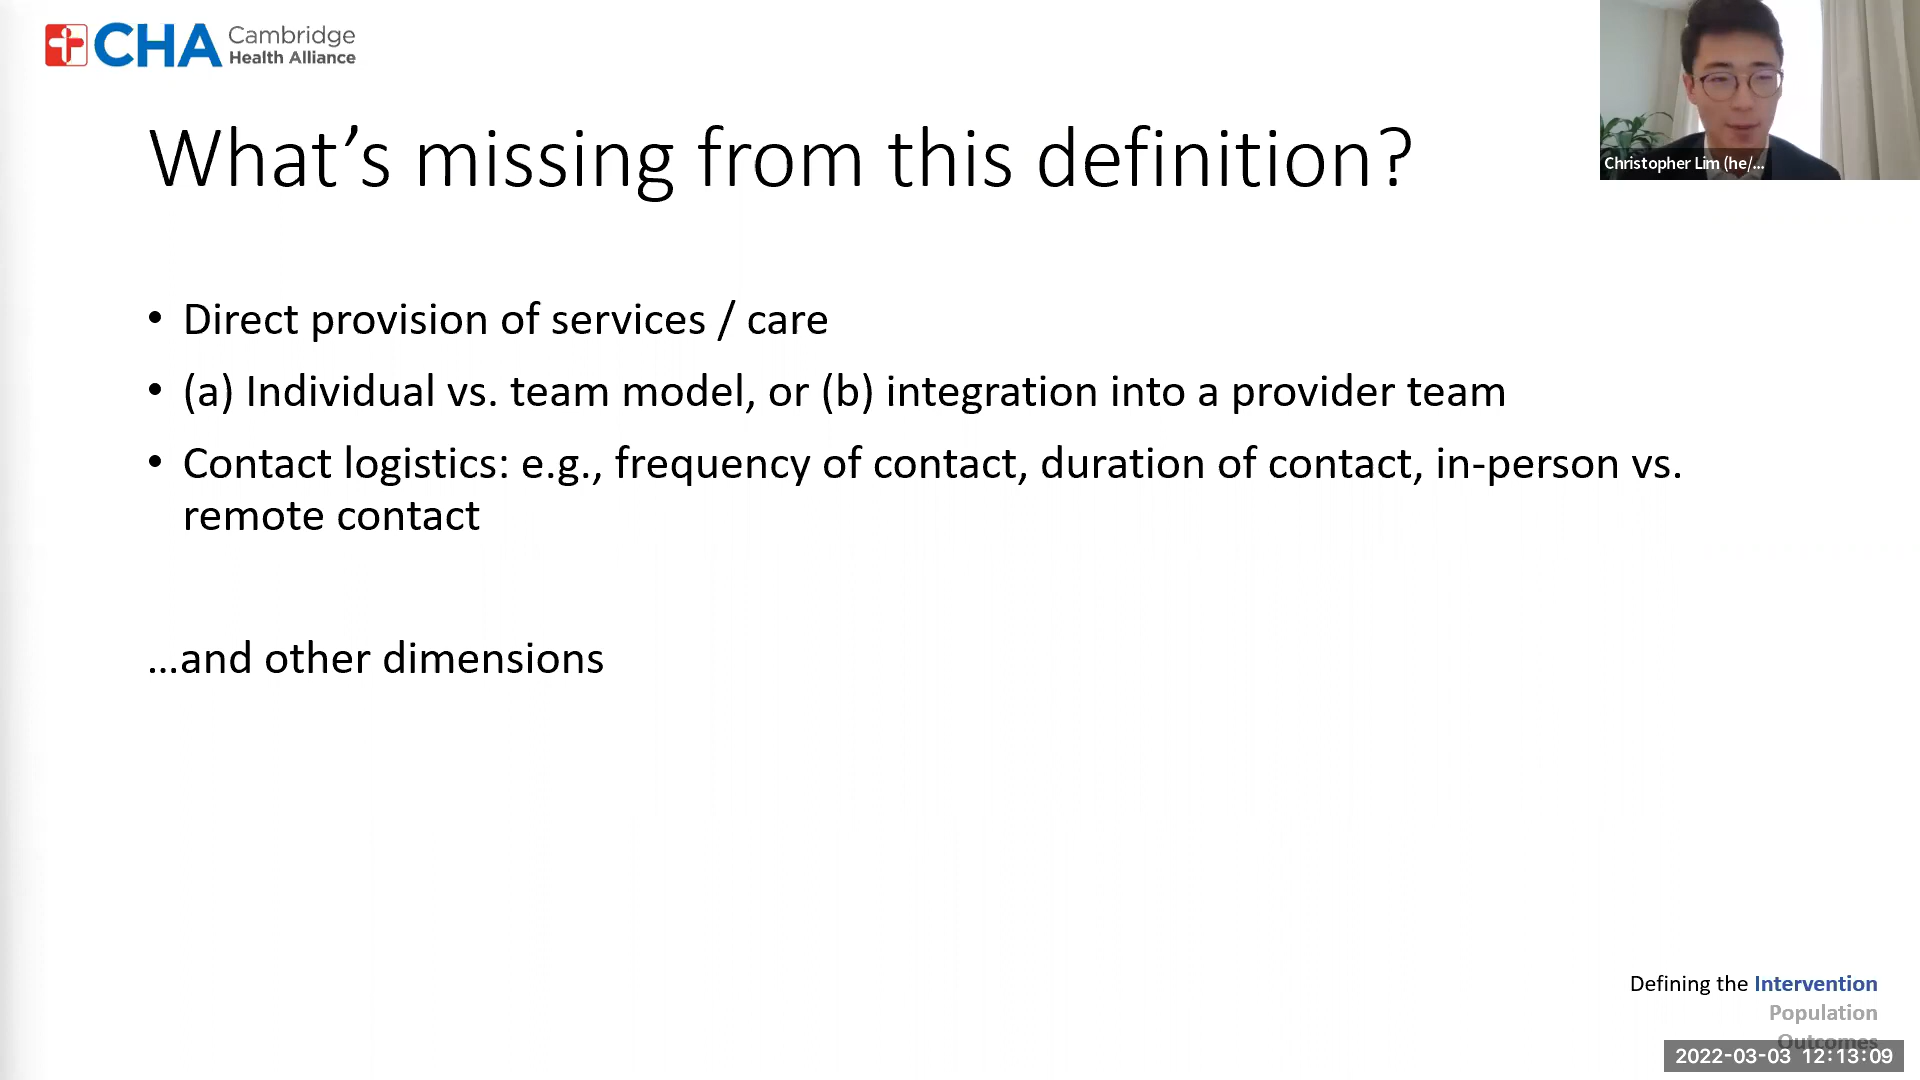 CHA Cambridge
Health Alliance
Christopher Lim (he/...
What’s missing from this definition?
• Direct provision of services / care
• (a) Individual vs. team model, or (b) integration into a provider team
• Contact logistics: e.g., frequency of contact, duration of contact, in-person vs.
remote contact
...and other dimensions
Defining the Intervention
Population
Outcomes
2022-03-03 12:13:09